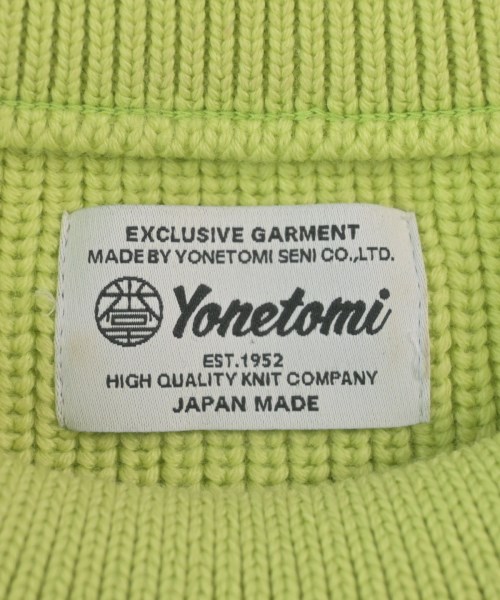 EXCLUSIVE GARMENT
MADE BY YONETOMI SENI CO.,LTD.
Yonetomi
EST.1952
HIGH QUALITY KNIT COMPANY
JAPAN MADE